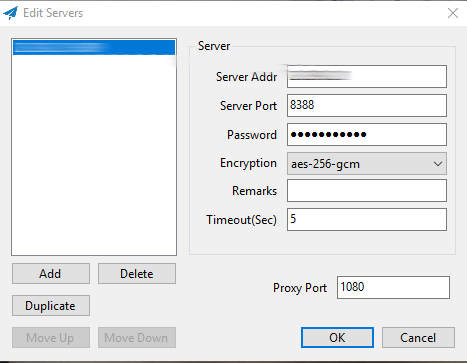 Edit Servers
Server
Server Addr
Server Port 8388
Password ●●●●●●●●●●●
Encryption aes-256-gcm
Remarks
Timeout(Sec) 5
Add Delete
Proxy Port 1080
Duplicate
Move Up Move Down OK Cancel